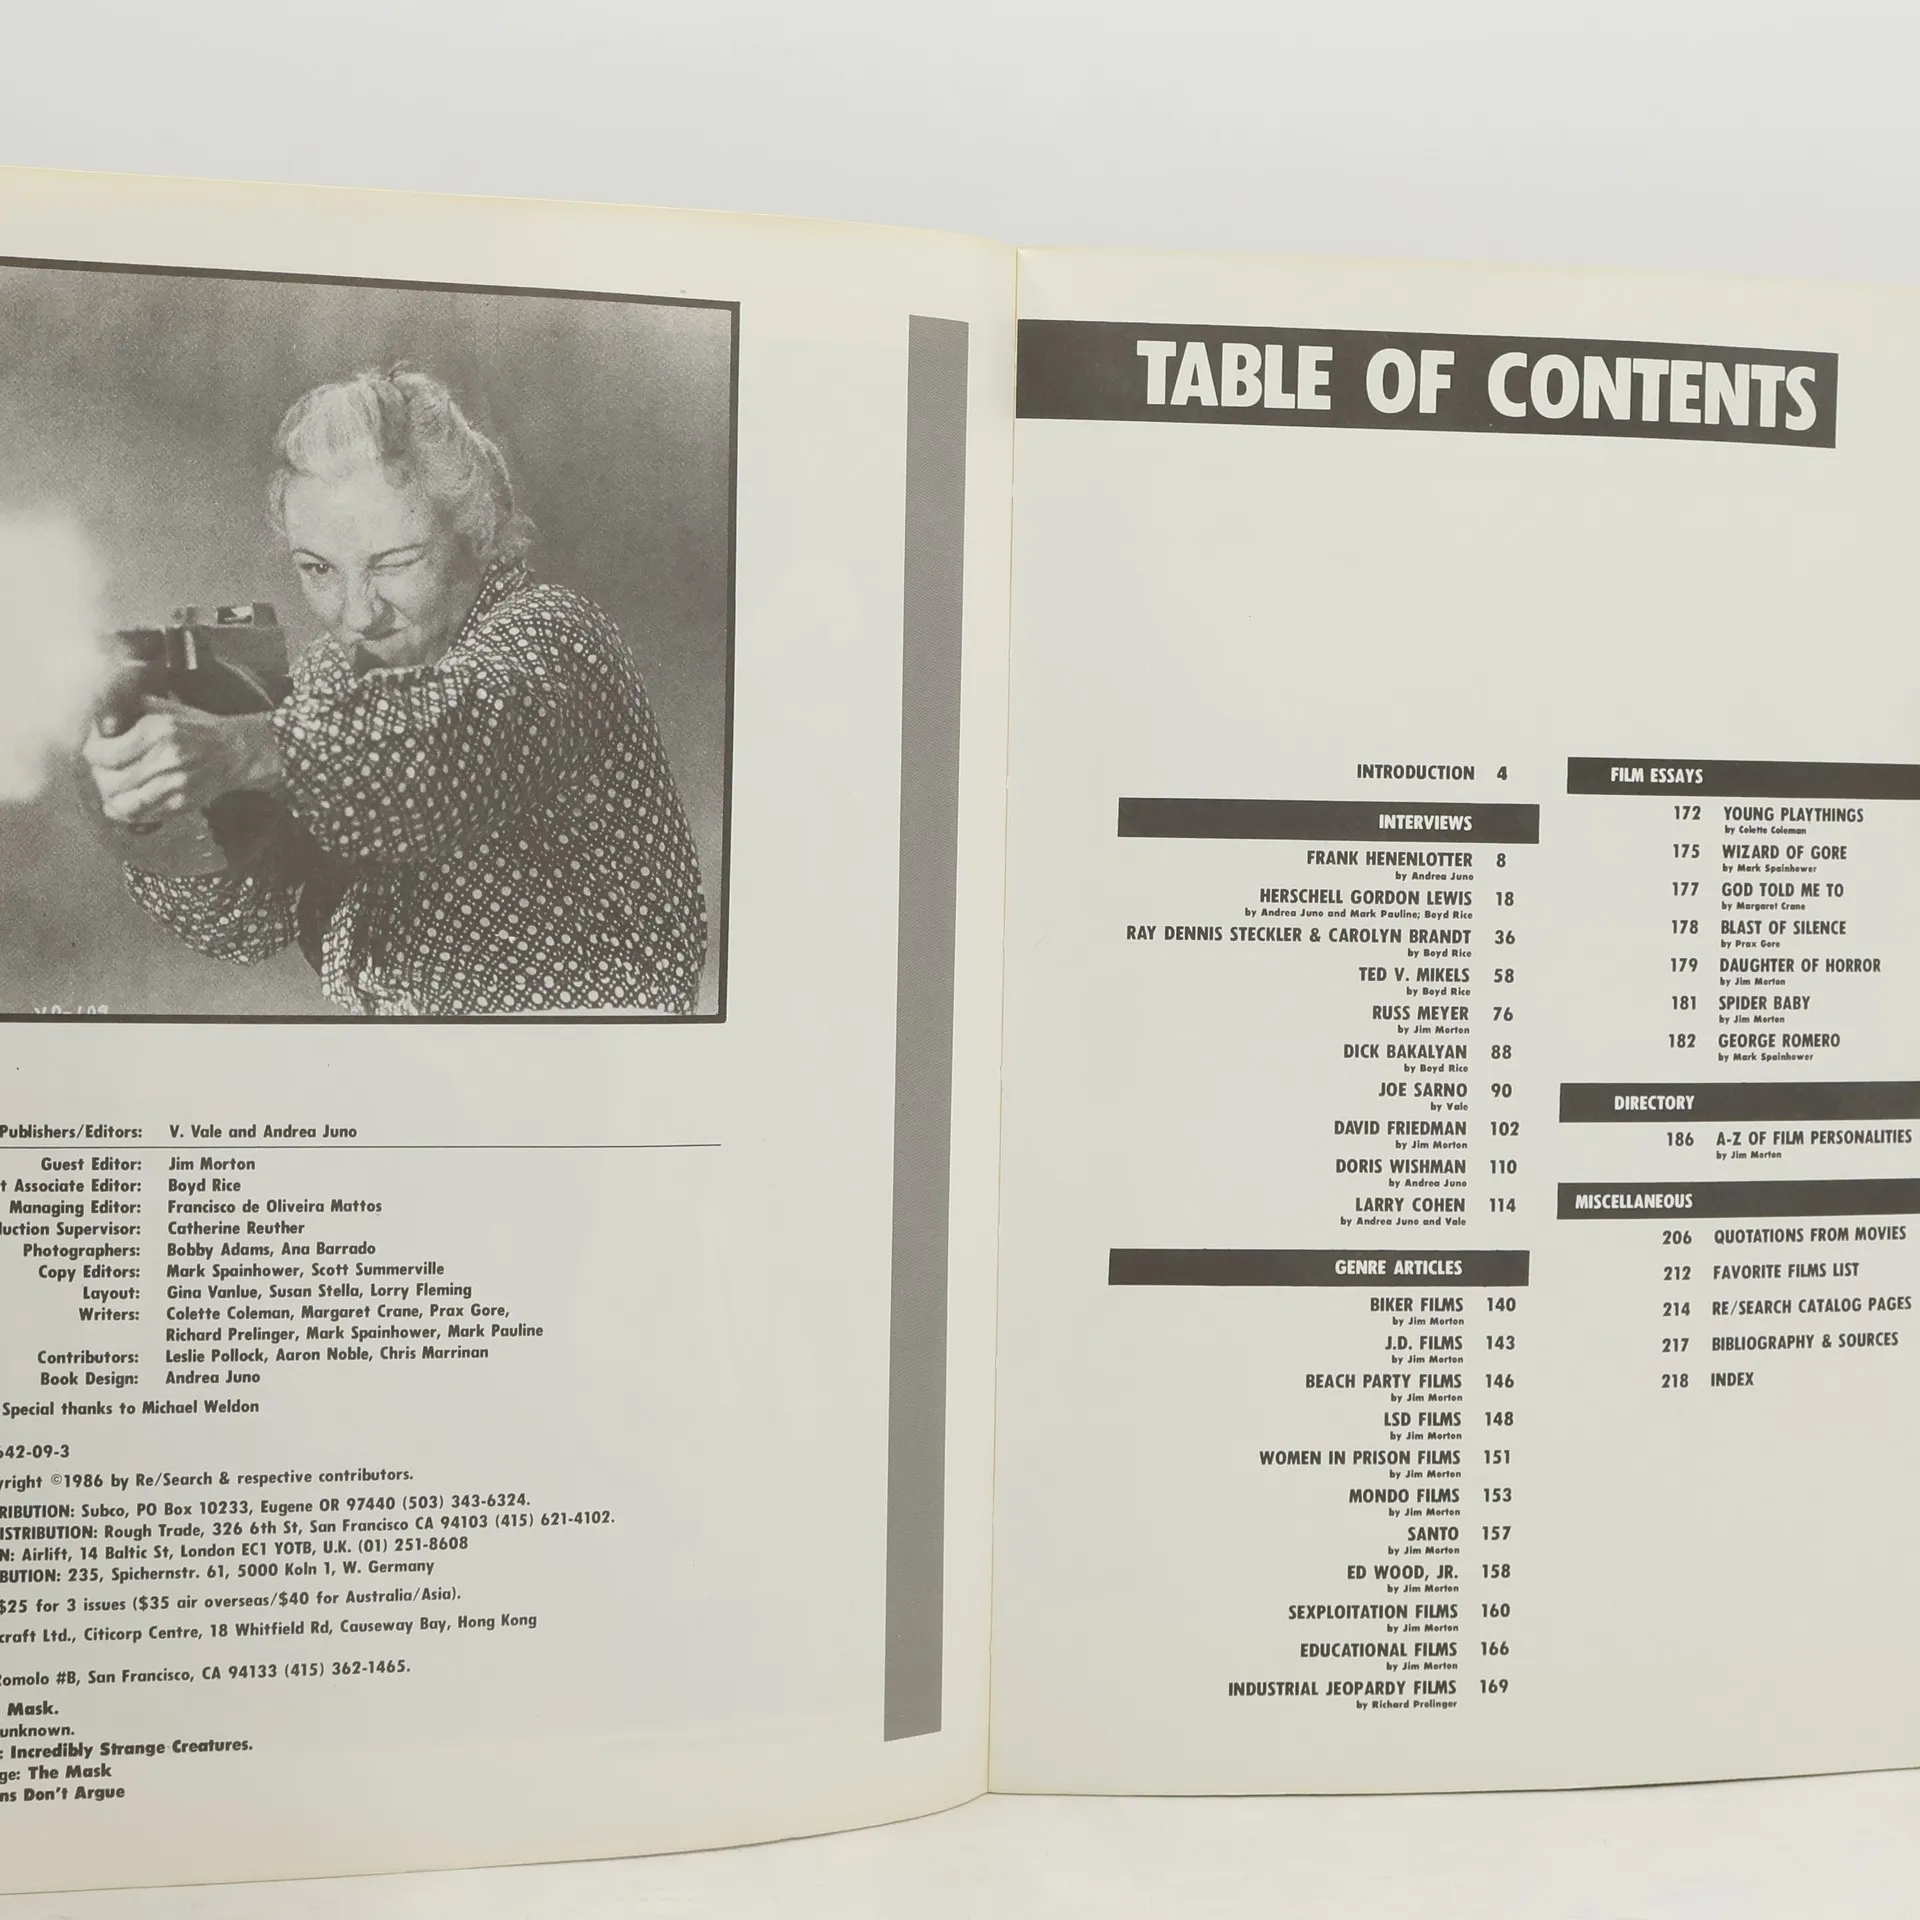 Publishers/Editors: V. Vale and Andrea Juno
Guest Editor: Jim Morton
Associate Editor: Boyd Rice
Managing Editor: Francisco de Oliveira Mattos
Supervisor: Catherine Reuther
Photographers: Bobby Adams, Ana Barrado
Copy Editors: Mark Spainhower, Scott Summerville
Layout: Gina Vanlue, Susan Stella, Lorry Fleming
Writers: Colette Coleman, Margaret Crane, Prax Gore,
Richard Prelinger, Mark Spainhower, Mark Pauline
Contributors: Leslie Pollock, Aaron Noble, Chris Marrinan
Book Design: Andrea Juno
Special thanks to Michael Weldon
642-09-3
©1986 by Re/Search & respective contributors.
Subco, PO Box 10233, Eugene OR 97440 (503) 343-6324.
Rough Trade, 326 6th St, San Francisco CA 94103 (415) 621-4102.
Airlift, 14 Baltic St, London EC1 YOTB, U.K. (01) 251-8608
235, Spichernstr. 61, 5000 Koln 1, W. Germany
$25 for 3 issues ($35 air overseas/$40 for Australia/Asia).
Ltd., Citicorp Centre, 18 Whitfield Rd, Causeway Bay, Hong Kong
#B, San Francisco, CA 94133 (415) 362-1465.
Mask.
unknown.
: Incredibly Strange Creatures.
The Mask
Don't Argue
TABLE OF CONTENTS
INTRODUCTION 4
INTERVIEWS
FRANK HENENLOTTER 8
by Andrea Juno
HERSCHELL GORDON LEWIS 18
by Andrea Juno and Mark Pauline; Boyd Rice
RAY DENNIS STECKLER & CAROLYN BRANDT 36
by Boyd Rice
TED V. MIKELS 58
by Boyd Rice
RUSS MEYER 76
by Jim Morton
DICK BAKALYAN 88
by Boyd Rice
JOE SARNO 90
by Vale
DAVID FRIEDMAN 102
by Jim Morton
DORIS WISHMAN 110
by Andrea Juno
LARRY COHEN 114
by Andrea Juno and Vale
GENRE ARTICLES
BIKER FILMS 140
by Jim Morton
J.D. FILMS 143
by Jim Morton
BEACH PARTY FILMS 146
by Jim Morton
LSD FILMS 148
by Jim Morton
WOMEN IN PRISON FILMS 151
by Jim Morton
MONDO FILMS 153
by Jim Morton
SANTO 157
by Jim Morton
ED WOOD, JR. 158
by Jim Morton
SEXPLOITATION FILMS 160
by Jim Morton
EDUCATIONAL FILMS 166
by Jim Morton
INDUSTRIAL JEOPARDY FILMS 169
by Richard Prelinger
FILM ESSAYS
172 YOUNG PLAYTHINGS
by Colette Coleman
175 WIZARD OF GORE
by Mark Spainhower
177 GOD TOLD ME TO
by Margaret Crane
178 BLAST OF SILENCE
by Prax Gore
179 DAUGHTER OF HORROR
by Jim Morton
181 SPIDER BABY
by Jim Morton
182 GEORGE ROMERO
by Mark Spainhower
DIRECTORY
186 A-Z OF FILM PERSONALITIES
by Jim Morton
MISCELLANEOUS
206 QUOTATIONS FROM MOVIES
212 FAVORITE FILMS LIST
214 RE/SEARCH CATALOG PAGES
217 BIBLIOGRAPHY & SOURCES
218 INDEX